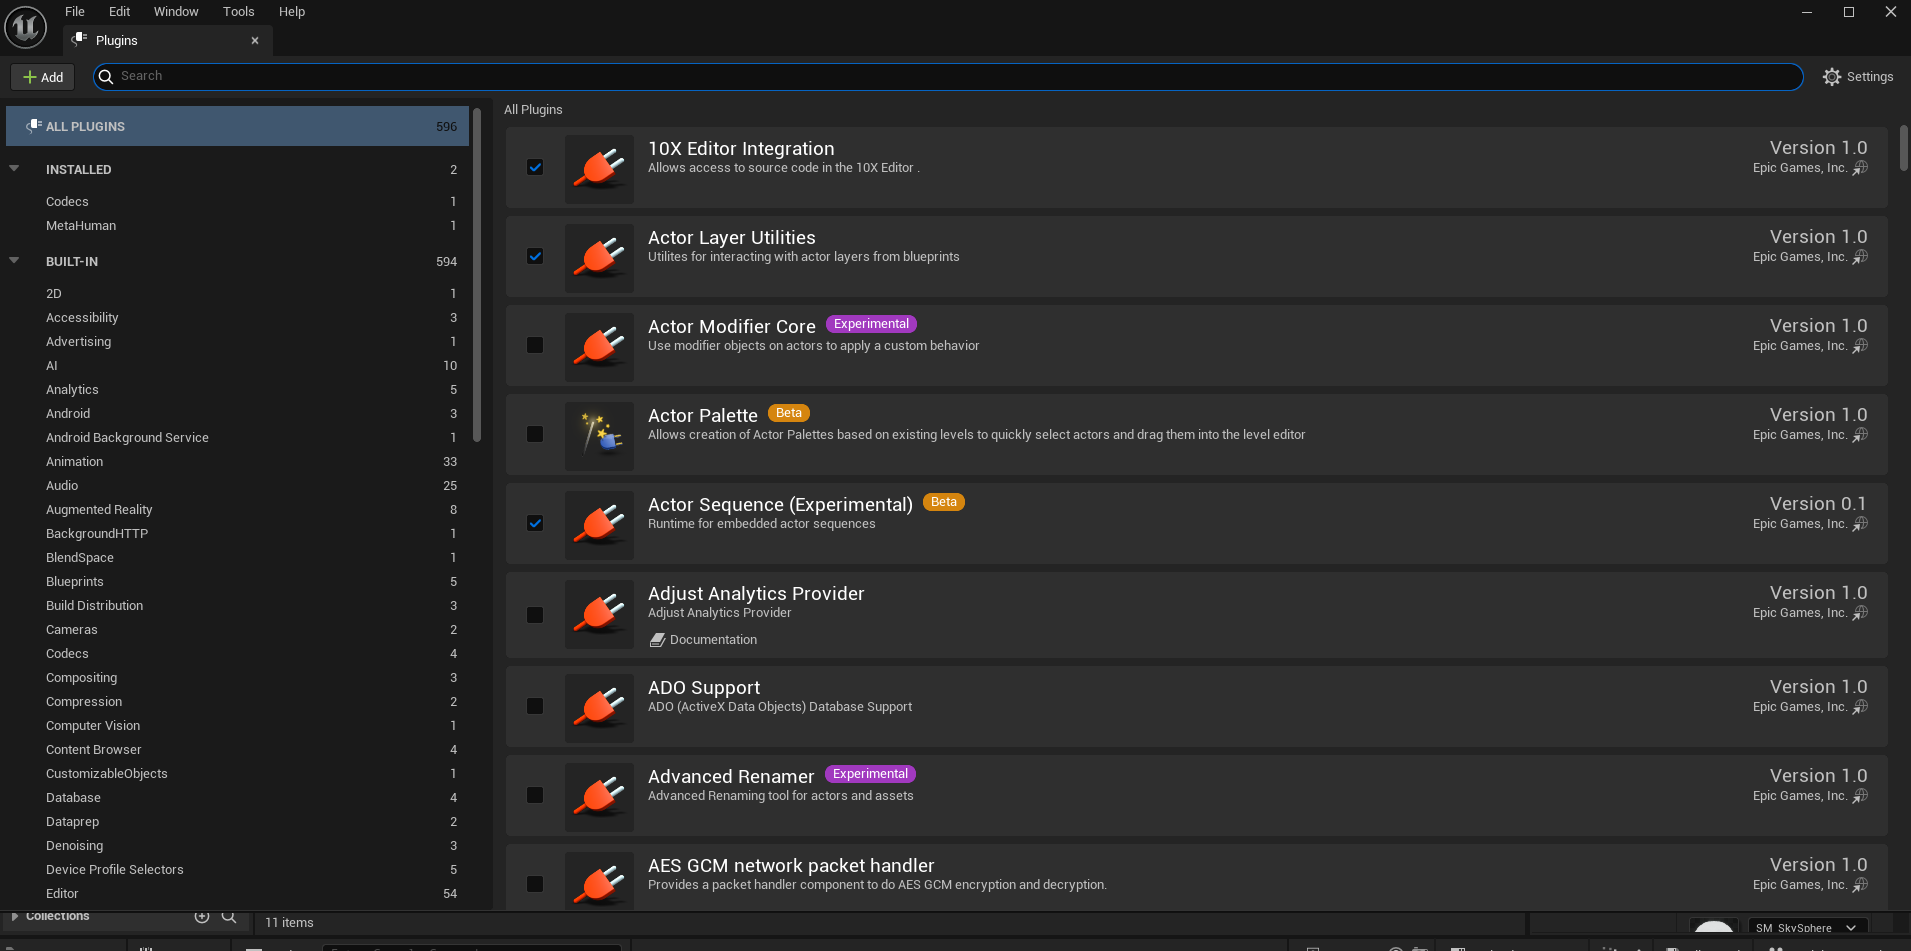 File Edit Window Tools Help
Plugins
Add
Search
Settings
ALL PLUGINS 596
INSTALLED 2
Codecs 1
MetaHuman 1
BUILT-IN 594
2D 1
Accessibility 3
Advertising 1
AI 10
Analytics 5
Android 3
Android Background Service 1
Animation 33
Audio 25
Augmented Reality 8
BackgroundHTTP 1
BlendSpace 1
Blueprints 5
Build Distribution 3
Cameras 2
Codecs 4
Compositing 3
Compression 2
Computer Vision 1
Content Browser 4
CustomizableObjects 1
Database 4
Dataprep 2
Denoising 3
Device Profile Selectors 5
Editor 54
All Plugins
10X Editor Integration Version 1.0
Allows access to source code in the 10X Editor . Epic Games, Inc.
Actor Layer Utilities Version 1.0
Utilites for interacting with actor layers from blueprints Epic Games, Inc.
Actor Modifier Core Experimental Version 1.0
Use modifier objects on actors to apply a custom behavior Epic Games, Inc.
Actor Palette Beta Version 1.0
Allows creation of Actor Palettes based on existing levels to quickly select actors and drag them into the level editor Epic Games, Inc.
Actor Sequence (Experimental) Beta Version 0.1
Runtime for embedded actor sequences Epic Games, Inc.
Adjust Analytics Provider Version 1.0
Adjust Analytics Provider Epic Games, Inc.
Documentation
ADO Support Version 1.0
ADO (ActiveX Data Objects) Database Support Epic Games, Inc.
Advanced Renamer Experimental Version 1.0
Advanced Renaming tool for actors and assets Epic Games, Inc.
AES GCM network packet handler Version 1.0
Provides a packet handler component to do AES GCM encryption and decryption. Epic Games, Inc.
Collections
11 items
SM_SkySphere